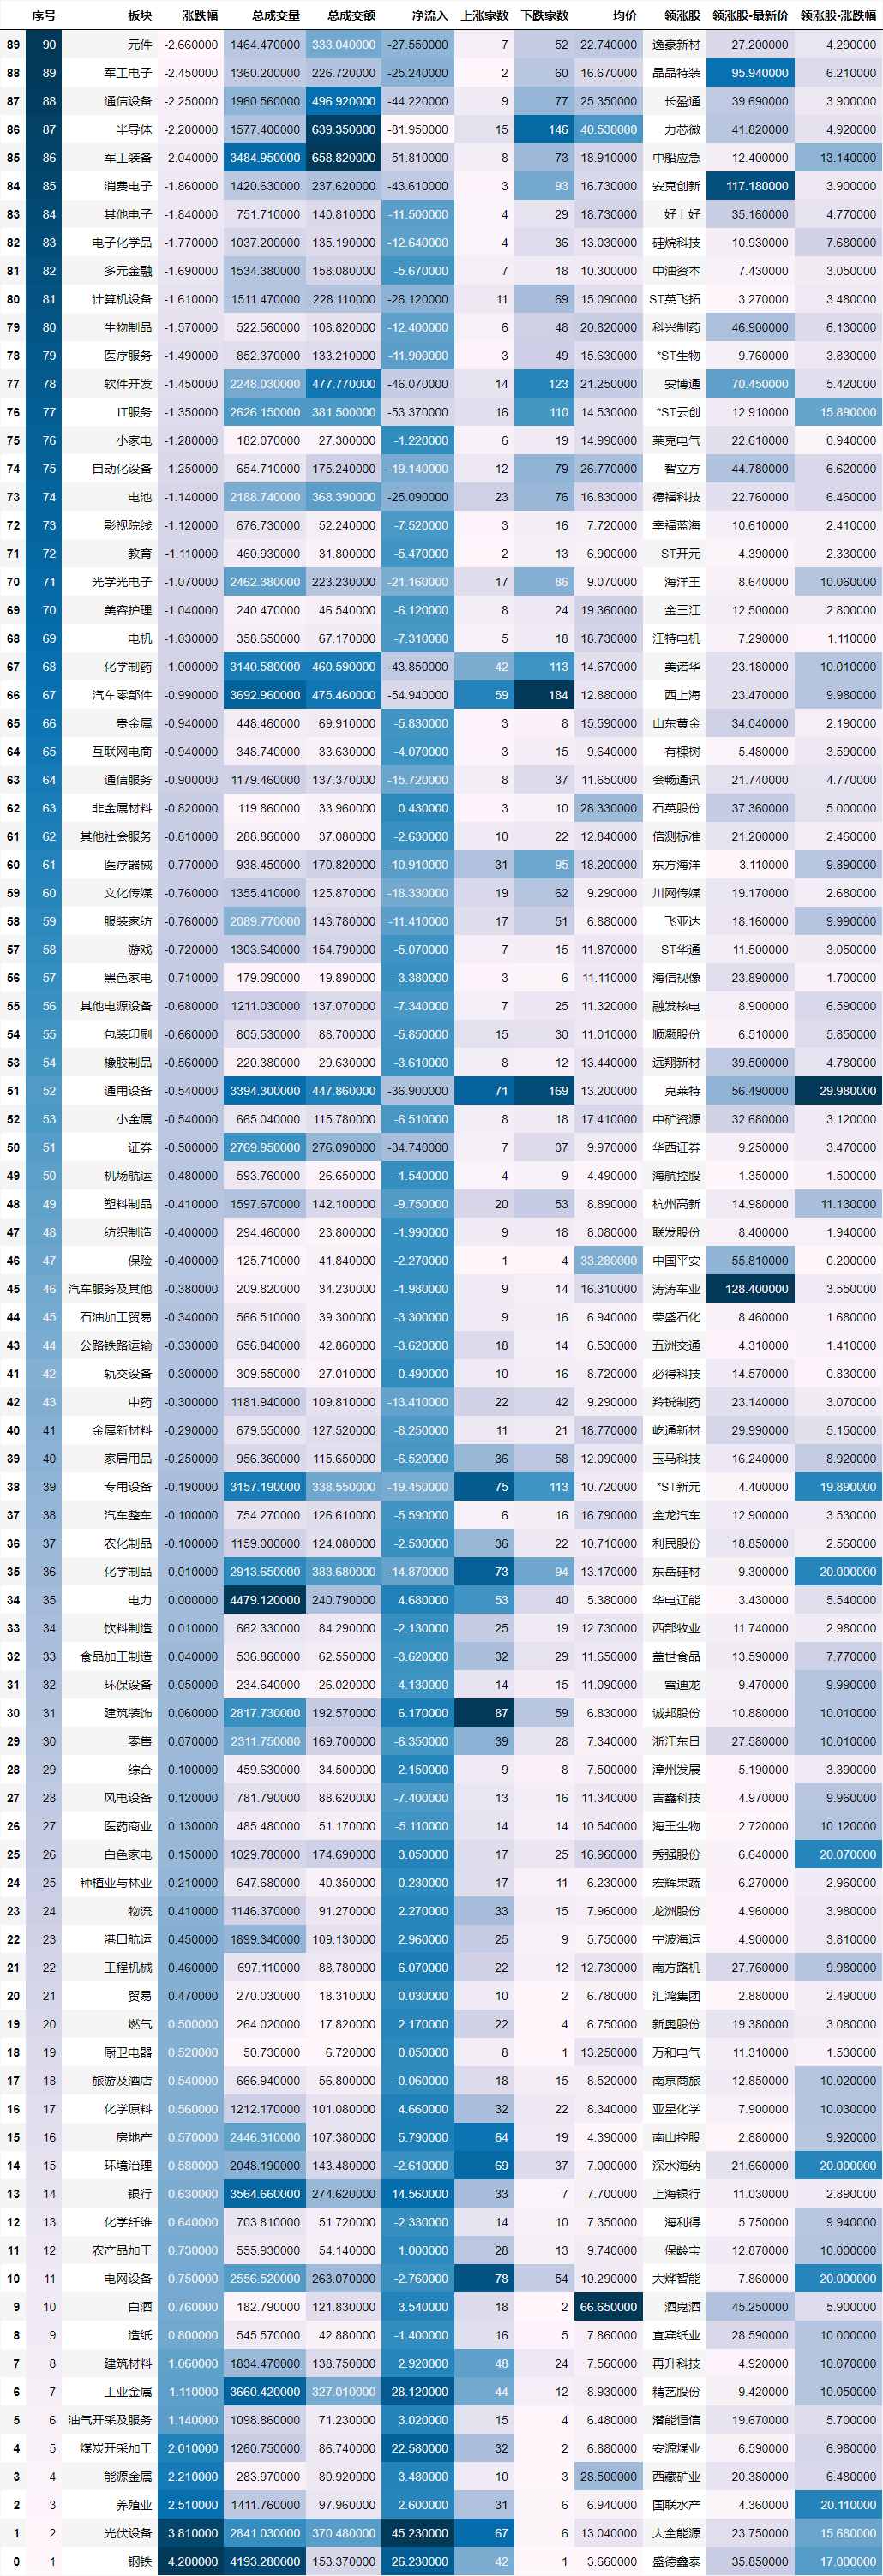 序号 板块 涨跌幅 总成交量 总成交额 净流入 上涨家数 下跌家数 均价 领涨股 领涨股-最新价 领涨股-涨跌幅
89 90 元件 -2.660000 1464.470000 333.040000 -27.550000 7 52 22.740000 逸豪新材 27.200000 4.290000
88 89 军工电子 -2.450000 1360.200000 226.720000 -25.240000 2 60 16.670000 晶品特装 95.940000 6.210000
87 88 通信设备 -2.250000 1960.560000 496.920000 -44.220000 9 77 25.350000 长盈通 39.690000 3.900000
86 87 半导体 -2.200000 1577.400000 639.350000 -81.950000 15 146 40.530000 力芯微 41.820000 4.920000
85 86 军工装备 -2.040000 3484.950000 658.820000 -51.810000 8 73 18.910000 中船应急 12.400000 13.140000
84 85 消费电子 -1.860000 1420.630000 237.620000 -43.610000 3 93 16.730000 安克创新 117.180000 3.900000
83 84 其他电子 -1.840000 751.710000 140.810000 -11.500000 4 29 18.730000 好上好 35.160000 4.770000
82 83 电子化学品 -1.770000 1037.200000 135.190000 -12.640000 4 36 13.030000 硅烷科技 10.930000 7.680000
81 82 多元金融 -1.690000 1534.380000 158.080000 -5.670000 7 18 10.300000 中油资本 7.430000 3.050000
80 81 计算机设备 -1.610000 1511.470000 228.110000 -26.120000 11 69 15.090000 ST英飞拓 3.270000 3.480000
79 80 生物制品 -1.570000 522.560000 108.820000 -12.400000 6 48 20.820000 科兴制药 46.900000 6.130000
78 79 医疗服务 -1.490000 852.370000 133.210000 -11.900000 3 49 15.630000 *ST生物 9.760000 3.830000
77 78 软件开发 -1.450000 2248.030000 477.770000 -46.070000 14 123 21.250000 安博通 70.450000 5.420000
76 77 IT服务 -1.350000 2626.150000 381.500000 -53.370000 16 110 14.530000 *ST云创 12.910000 15.890000
75 76 小家电 -1.280000 182.070000 27.300000 -1.220000 6 19 14.990000 莱克电气 22.610000 0.940000
74 75 自动化设备 -1.250000 654.710000 175.240000 -19.140000 12 79 26.770000 智立方 44.780000 6.620000
73 74 电池 -1.140000 2188.740000 368.390000 -25.090000 23 76 16.830000 德福科技 22.760000 6.460000
72 73 影视院线 -1.120000 676.730000 52.240000 -7.520000 3 16 7.720000 幸福蓝海 10.610000 2.410000
71 72 教育 -1.110000 460.930000 31.800000 -5.470000 2 13 6.900000 ST开元 4.390000 2.330000
70 71 光学光电子 -1.070000 2462.380000 223.230000 -21.160000 17 86 9.070000 海洋王 8.640000 10.060000
69 70 美容护理 -1.040000 240.470000 46.540000 -6.120000 8 24 19.360000 金三江 12.500000 2.800000
68 69 电机 -1.030000 358.650000 67.170000 -7.310000 5 18 18.730000 江特电机 7.290000 1.110000
67 68 化学制药 -1.000000 3140.580000 460.590000 -43.850000 42 113 14.670000 美诺华 23.180000 10.010000
66 67 汽车零部件 -0.990000 3692.960000 475.460000 -54.940000 59 184 12.880000 西上海 23.470000 9.980000
65 66 贵金属 -0.940000 448.460000 69.910000 -5.830000 3 8 15.590000 山东黄金 34.040000 2.190000
64 65 互联网电商 -0.940000 348.740000 33.630000 -4.070000 3 15 9.640000 有棵树 5.480000 3.590000
63 64 通信服务 -0.900000 1179.460000 137.370000 -15.720000 8 37 11.650000 会畅通讯 21.740000 4.770000
62 63 非金属材料 -0.820000 119.860000 33.960000 0.430000 3 10 28.330000 石英股份 37.360000 5.000000
61 62 其他社会服务 -0.810000 288.860000 37.080000 -2.630000 10 22 12.840000 信测标准 21.200000 2.460000
60 61 医疗器械 -0.770000 938.450000 170.820000 -10.910000 31 95 18.200000 东方海洋 3.110000 9.890000
59 60 文化传媒 -0.760000 1355.410000 125.870000 -18.330000 19 62 9.290000 川网传媒 19.170000 2.680000
58 59 服装家纺 -0.760000 2089.770000 143.780000 -11.410000 17 51 6.880000 飞亚达 18.160000 9.990000
57 58 游戏 -0.720000 1303.640000 154.790000 -5.070000 7 15 11.870000 ST华通 11.500000 3.050000
56 57 黑色家电 -0.710000 179.090000 19.890000 -3.380000 3 6 11.110000 海信视像 23.890000 1.700000
55 56 其他电源设备 -0.680000 1211.030000 137.070000 -7.340000 7 25 11.320000 融发核电 8.900000 6.590000
54 55 包装印刷 -0.660000 805.530000 88.700000 -5.850000 15 30 11.010000 顺灏股份 6.510000 5.850000
53 54 橡胶制品 -0.560000 220.380000 29.630000 -3.610000 8 12 13.440000 远翔新材 39.500000 4.780000
51 52 通用设备 -0.540000 3394.300000 447.860000 -36.900000 71 169 13.200000 克莱特 56.490000 29.980000
52 53 小金属 -0.540000 665.040000 115.780000 -6.510000 8 18 17.410000 中矿资源 32.680000 3.120000
50 51 证券 -0.500000 2769.950000 276.090000 -34.740000 7 37 9.970000 华西证券 9.250000 3.470000
49 50 机场航运 -0.480000 593.760000 26.650000 -1.540000 4 9 4.490000 海航控股 1.350000 1.500000
48 49 塑料制品 -0.410000 1597.670000 142.100000 -9.750000 20 53 8.890000 杭州高新 14.980000 11.130000
47 48 纺织制造 -0.400000 294.460000 23.800000 -1.990000 9 18 8.080000 联发股份 8.400000 1.940000
46 47 保险 -0.400000 125.710000 41.840000 -2.270000 1 4 33.280000 中国平安 55.810000 0.200000
45 46 汽车服务及其他 -0.380000 209.820000 34.230000 -1.980000 9 14 16.310000 涛涛车业 128.400000 3.550000
44 45 石油加工贸易 -0.340000 566.510000 39.300000 -3.300000 9 16 6.940000 荣盛石化 8.460000 1.680000
43 44 公路铁路运输 -0.330000 656.840000 42.860000 -3.620000 18 14 6.530000 五洲交通 4.310000 1.410000
41 42 轨交设备 -0.300000 309.550000 27.010000 -0.490000 10 16 8.720000 必得科技 14.570000 0.830000
42 43 中药 -0.300000 1181.940000 109.810000 -13.410000 22 42 9.290000 羚锐制药 23.140000 3.070000
40 41 金属新材料 -0.290000 679.550000 127.520000 -8.250000 11 21 18.770000 屹通新材 29.990000 5.150000
39 40 家居用品 -0.250000 956.360000 115.650000 -6.520000 36 58 12.090000 玉马科技 16.240000 8.920000
38 39 专用设备 -0.190000 3157.190000 338.550000 -19.450000 75 113 10.720000 *ST新元 4.400000 19.890000
37 38 汽车整车 -0.100000 754.270000 126.610000 -5.590000 6 16 16.790000 金龙汽车 12.900000 3.530000
36 37 农化制品 -0.100000 1159.000000 124.080000 -2.530000 36 22 10.710000 利民股份 18.850000 2.560000
35 36 化学制品 -0.010000 2913.650000 383.680000 -14.870000 73 94 13.170000 东岳硅材 9.300000 20.000000
34 35 电力 0.000000 4479.120000 240.790000 4.680000 53 40 5.380000 华电辽能 3.430000 5.540000
33 34 饮料制造 0.010000 662.330000 84.290000 -2.130000 25 19 12.730000 西部牧业 11.740000 2.980000
32 33 食品加工制造 0.040000 536.860000 62.550000 -3.620000 32 29 11.650000 盖世食品 13.590000 7.770000
31 32 环保设备 0.050000 234.640000 26.020000 -4.130000 14 15 11.090000 雪迪龙 9.470000 9.990000
30 31 建筑装饰 0.060000 2817.730000 192.570000 6.170000 87 59 6.830000 诚邦股份 10.880000 10.010000
29 30 零售 0.070000 2311.750000 169.700000 -6.350000 39 28 7.340000 浙江东日 27.580000 10.010000
28 29 综合 0.100000 459.630000 34.500000 2.150000 9 8 7.500000 漳州发展 5.190000 3.390000
27 28 风电设备 0.120000 781.790000 88.620000 -7.400000 13 16 11.340000 吉鑫科技 4.970000 9.960000
26 27 医药商业 0.130000 485.480000 51.170000 -5.110000 14 14 10.540000 海王生物 2.720000 10.120000
25 26 白色家电 0.150000 1029.780000 174.690000 3.050000 17 25 16.960000 秀强股份 6.640000 20.070000
24 25 种植业与林业 0.210000 647.680000 40.350000 0.230000 17 11 6.230000 宏辉果蔬 6.270000 2.960000
23 24 物流 0.410000 1146.370000 91.270000 2.270000 33 15 7.960000 龙洲股份 4.960000 3.980000
22 23 港口航运 0.450000 1899.340000 109.130000 2.960000 25 9 5.750000 宁波海运 4.900000 3.810000
21 22 工程机械 0.460000 697.110000 88.780000 6.070000 22 12 12.730000 南方路机 27.760000 9.980000
20 21 贸易 0.470000 270.030000 18.310000 0.030000 10 2 6.780000 汇鸿集团 2.880000 2.490000
19 20 燃气 0.500000 264.020000 17.820000 2.170000 22 4 6.750000 新奥股份 19.380000 3.080000
18 19 厨卫电器 0.520000 50.730000 6.720000 0.050000 8 1 13.250000 万和电气 11.310000 1.530000
17 18 旅游及酒店 0.540000 666.940000 56.800000 -0.060000 18 15 8.520000 南京商旅 12.850000 10.020000
16 17 化学原料 0.560000 1212.170000 101.080000 4.660000 32 22 8.340000 亚星化学 7.900000 10.030000
15 16 房地产 0.570000 2446.310000 107.380000 5.790000 64 19 4.390000 南山控股 2.880000 9.920000
14 15 环境治理 0.580000 2048.190000 143.480000 -2.610000 69 37 7.000000 深水海纳 21.660000 20.000000
13 14 银行 0.630000 3564.660000 274.620000 14.560000 33 7 7.700000 上海银行 11.030000 2.890000
12 13 化学纤维 0.640000 703.810000 51.720000 -2.330000 14 10 7.350000 海利得 5.750000 9.940000
11 12 农产品加工 0.730000 555.930000 54.140000 1.000000 28 13 9.740000 保龄宝 12.870000 10.000000
10 11 电网设备 0.750000 2556.520000 263.070000 -2.760000 78 54 10.290000 大烨智能 7.860000 20.000000
9 10 白酒 0.760000 182.790000 121.830000 3.540000 18 2 66.650000 酒鬼酒 45.250000 5.900000
8 9 造纸 0.800000 545.570000 42.880000 -1.400000 16 5 7.860000 宜宾纸业 28.590000 10.000000
7 8 建筑材料 1.060000 1834.470000 138.750000 2.920000 48 24 7.560000 再升科技 4.920000 10.070000
6 7 工业金属 1.110000 3660.420000 327.010000 28.120000 44 12 8.930000 精艺股份 9.420000 10.050000
5 6 油气开采及服务 1.140000 1098.860000 71.230000 3.020000 15 4 6.480000 潜能恒信 19.670000 5.700000
4 5 煤炭开采加工 2.010000 1260.750000 86.740000 22.580000 32 2 6.880000 安源煤业 6.590000 6.980000
3 4 能源金属 2.210000 283.970000 80.920000 3.480000 10 3 28.500000 西藏矿业 20.380000 6.480000
2 3 养殖业 2.510000 1411.760000 97.960000 2.600000 31 6 6.940000 国联水产 4.360000 20.110000
1 2 光伏设备 3.810000 2841.030000 370.480000 45.230000 67 6 13.040000 大全能源 23.750000 15.680000
0 1 钢铁 4.200000 4193.280000 153.370000 26.230000 42 1 3.660000 盛德鑫泰 35.850000 17.000000